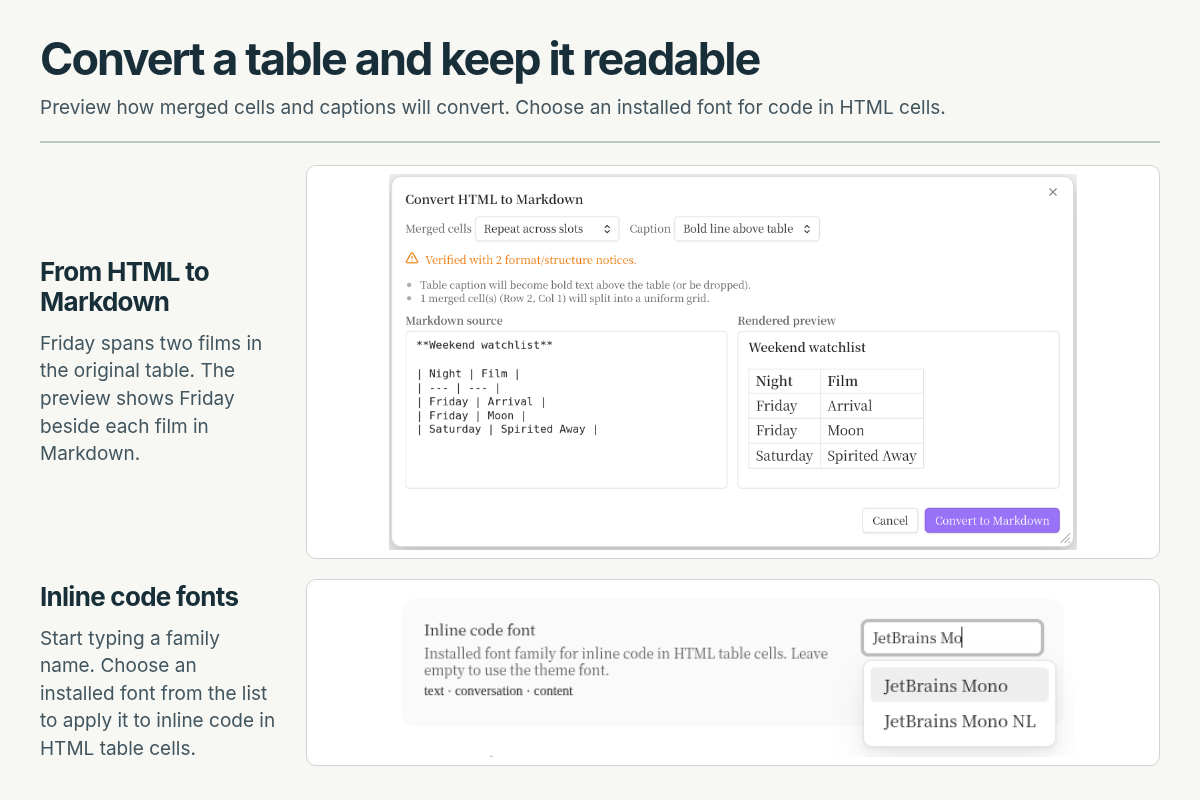 Convert a table and keep it readable
Preview how merged cells and captions will convert. Choose an installed font for code in HTML cells.
From HTML to
Markdown
Friday spans two films in
the original table. The
preview shows Friday
beside each film in
Markdown.
Convert HTML to Markdown
Merged cells Repeat across slots Caption Bold line above table
Verified with 2 format/structure notices.
Table caption will become bold text above the table (or be dropped).
1 merged cell(s) (Row 2, Col 1) will split into a uniform grid.
Markdown source
**Weekend watchlist**
| Night | Film |
| --- | --- |
| Friday | Arrival |
| Friday | Moon |
| Saturday | Spirited Away |
Rendered preview
Weekend watchlist
Night Film
Friday Arrival
Friday Moon
Saturday Spirited Away
Cancel Convert to Markdown
Inline code fonts
Start typing a family
name. Choose an
installed font from the list
to apply it to inline code in
HTML table cells.
Inline code font
Installed font family for inline code in HTML table cells. Leave
empty to use the theme font.
text · conversation · content
JetBrains Mo
JetBrains Mono
JetBrains Mono NL